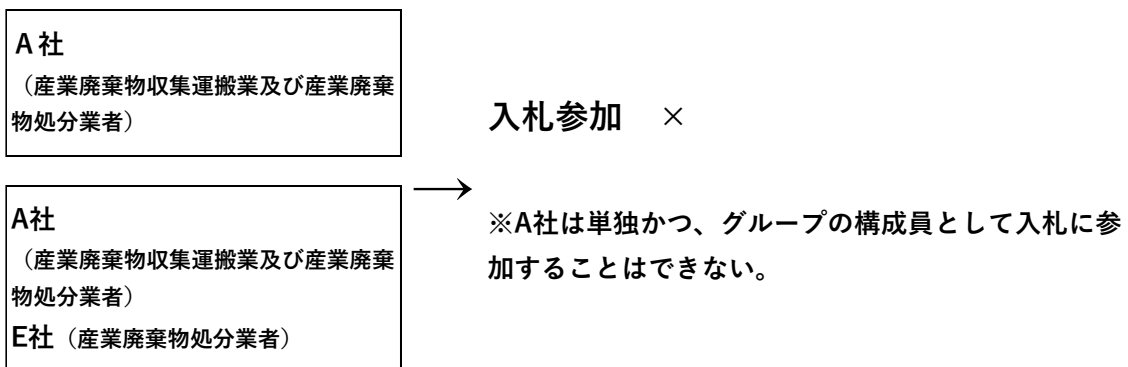 A社
（産業廃棄物収集運搬業及び産業廃棄
物処分業者）
入札参加　×
→
A社
（産業廃棄物収集運搬業及び産業廃棄
物処分業者）
E社（産業廃棄物処分業者）
※A社は単独かつ、グループの構成員として入札に参
加することはできない。